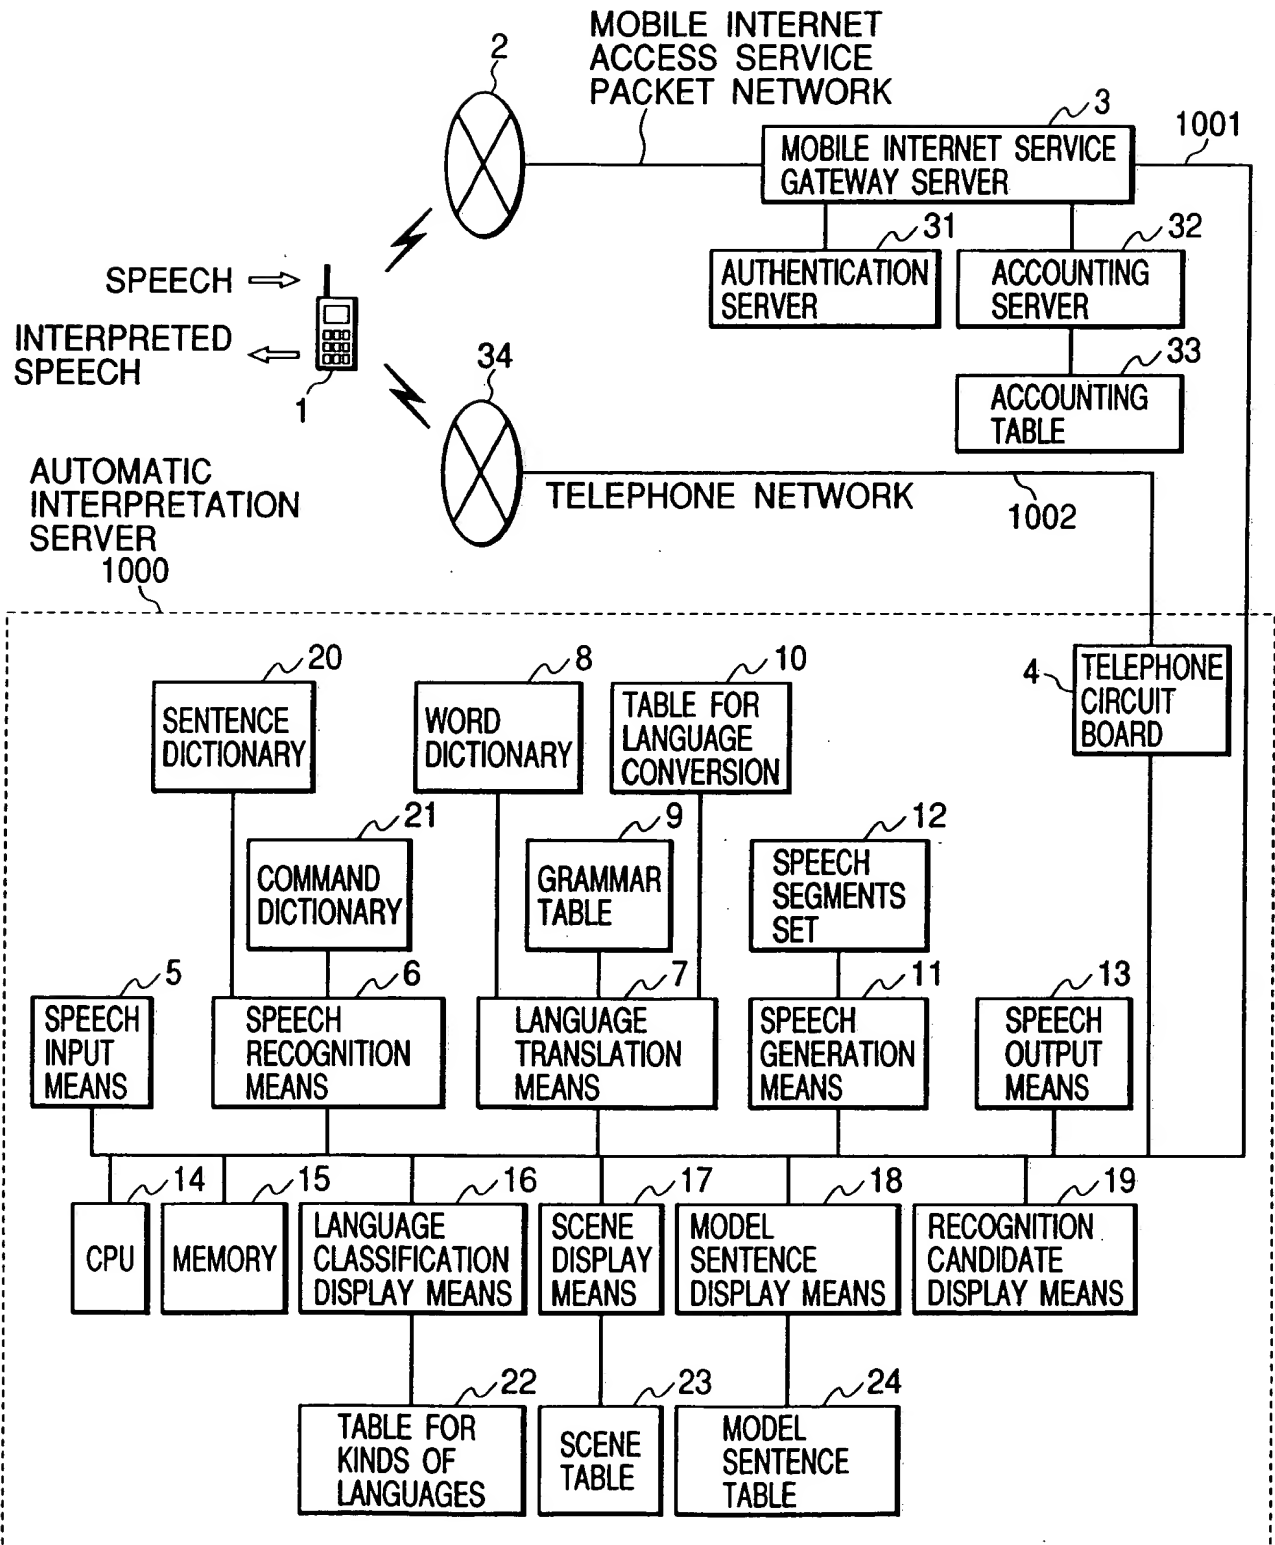 MOBILE INTERNET
ACCESS SERVICE
PACKET NETWORK
2
3
1001
MOBILE INTERNET SERVICE
GATEWAY SERVER
31
32
AUTHENTICATION
SERVER
ACCOUNTING
SERVER
SPEECH
INTERPRETED
SPEECH
1
34
33
ACCOUNTING
TABLE
AUTOMATIC
INTERPRETATION
SERVER
1000
TELEPHONE NETWORK
1002
20
8
10
4
SENTENCE
DICTIONARY
WORD
DICTIONARY
TABLE FOR
LANGUAGE
CONVERSION
TELEPHONE
CIRCUIT
BOARD
21
9
12
COMMAND
DICTIONARY
GRAMMAR
TABLE
SPEECH
SEGMENTS
SET
5
6
7
11
13
SPEECH
INPUT
MEANS
SPEECH
RECOGNITION
MEANS
LANGUAGE
TRANSLATION
MEANS
SPEECH
GENERATION
MEANS
SPEECH
OUTPUT
MEANS
14
15
16
17
18
19
CPU
MEMORY
LANGUAGE
CLASSIFICATION
DISPLAY MEANS
SCENE
DISPLAY
MEANS
MODEL
SENTENCE
DISPLAY MEANS
RECOGNITION
CANDIDATE
DISPLAY MEANS
22
23
24
TABLE FOR
KINDS OF
LANGUAGES
SCENE
TABLE
MODEL
SENTENCE
TABLE